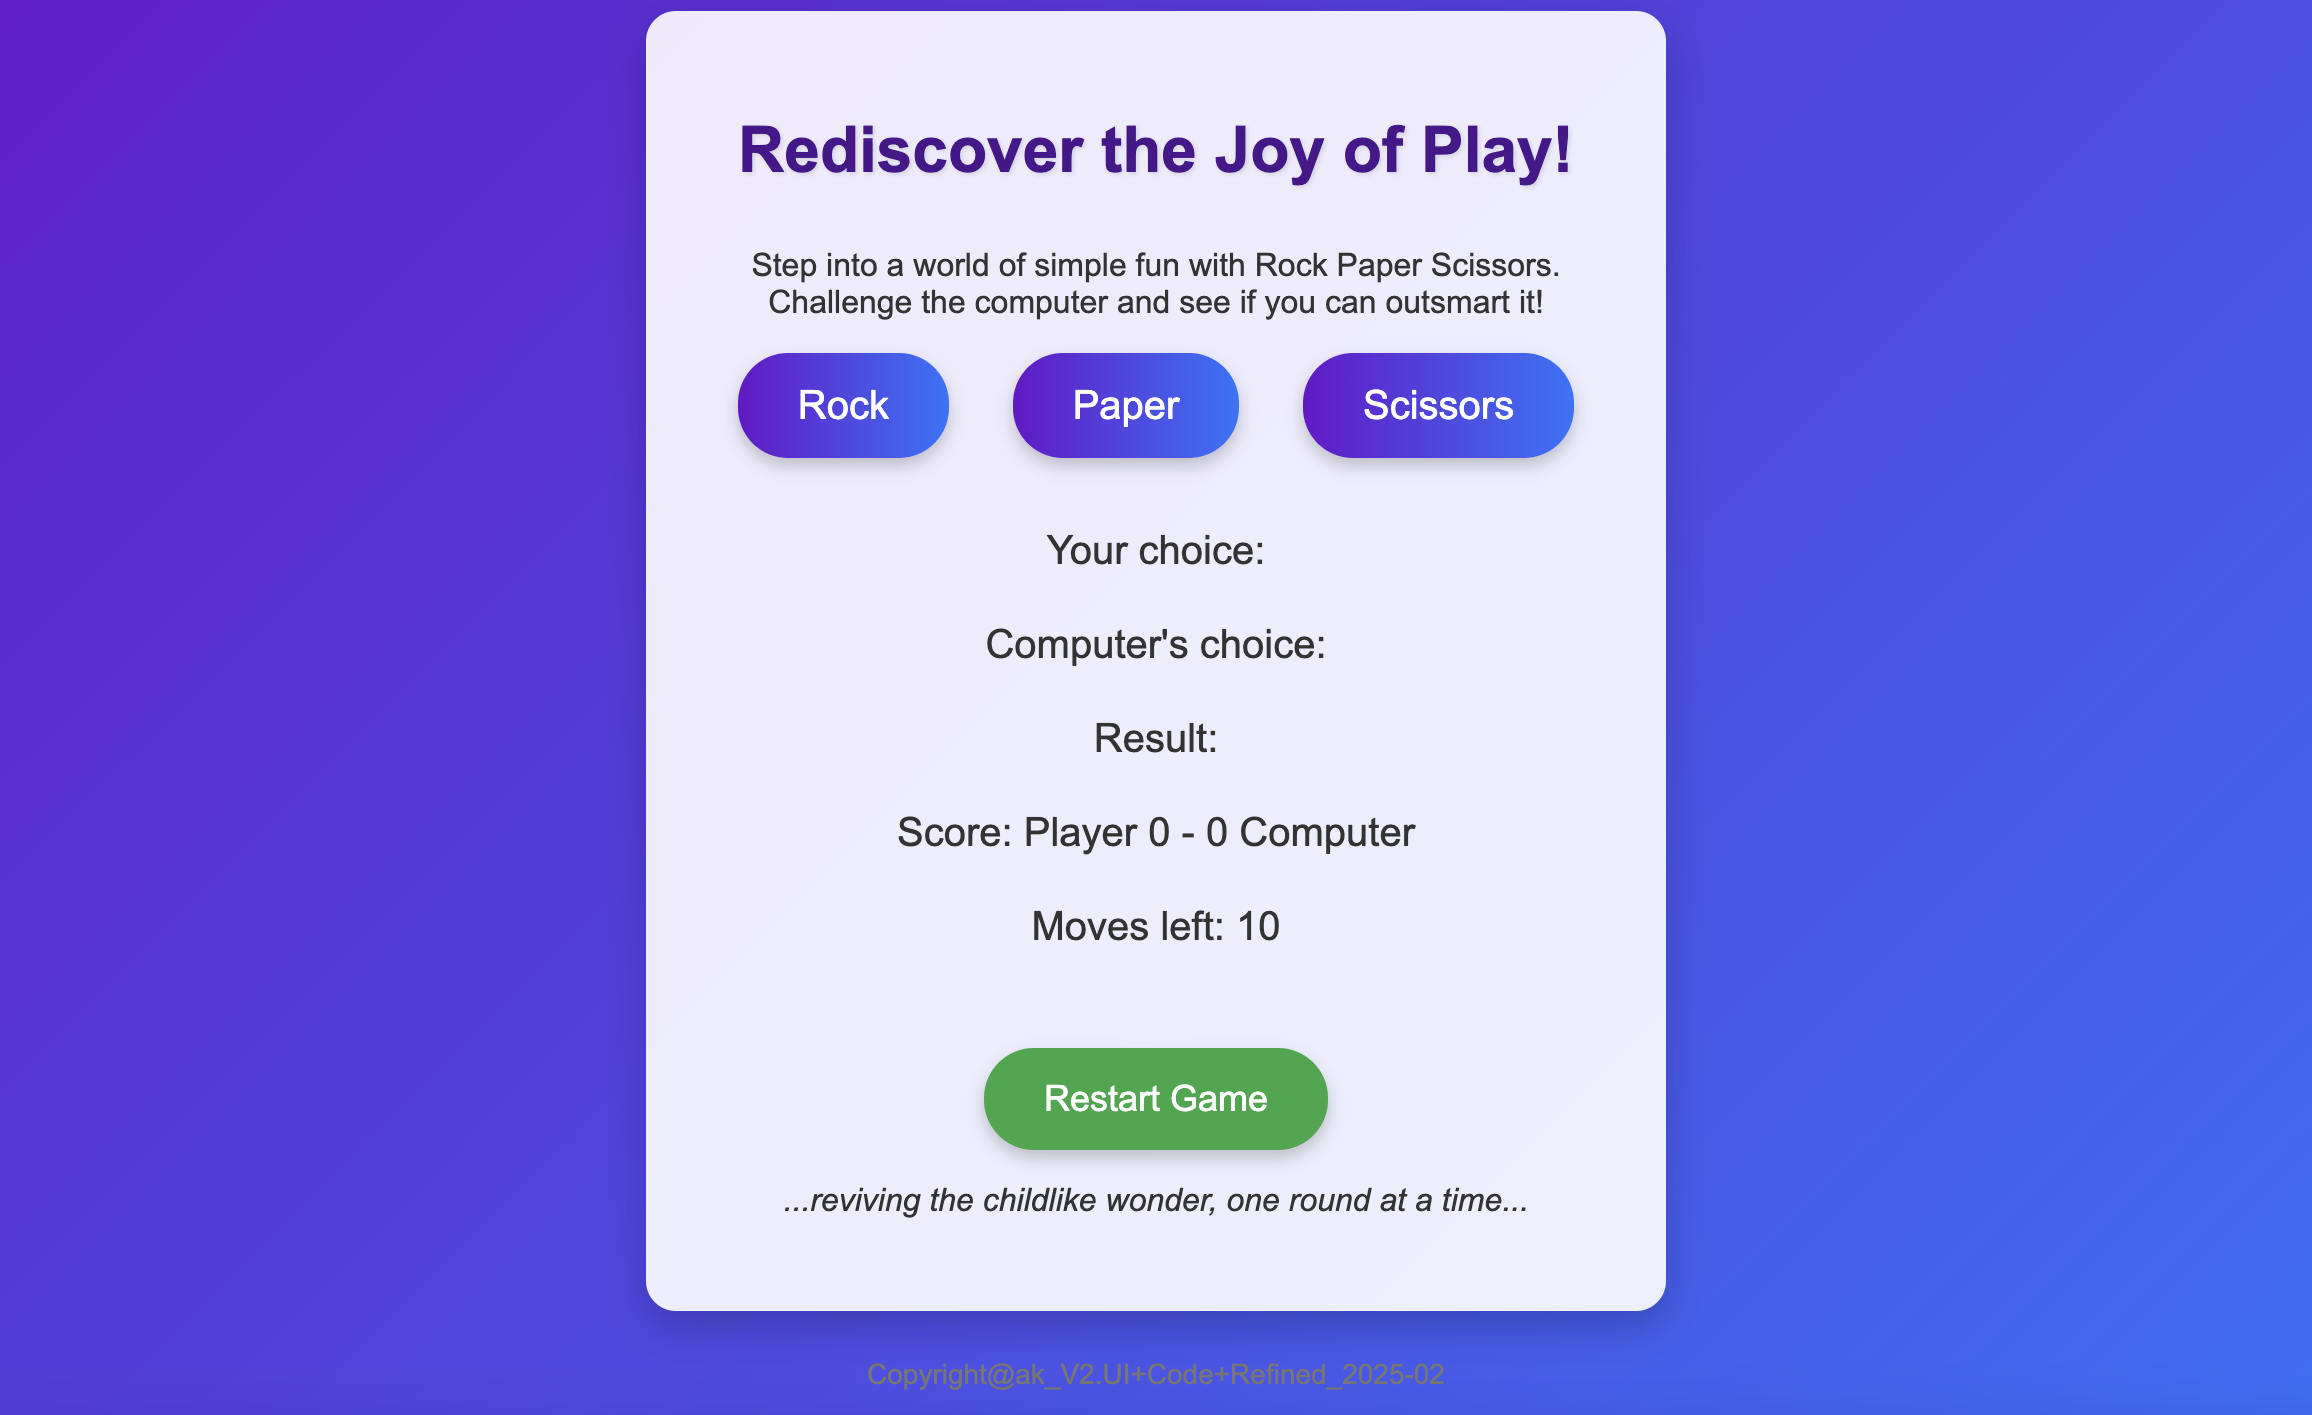 Rediscover the Joy of Play!
Step into a world of simple fun with Rock Paper Scissors.
Challenge the computer and see if you can outsmart it!
Rock Paper Scissors
Your choice:
Computer's choice:
Result:
Score: Player 0 - 0 Computer
Moves left: 10
Restart Game
...reviving the childlike wonder, one round at a time...
Copyright@ak_V2.UI+Code+Refined_2025-02